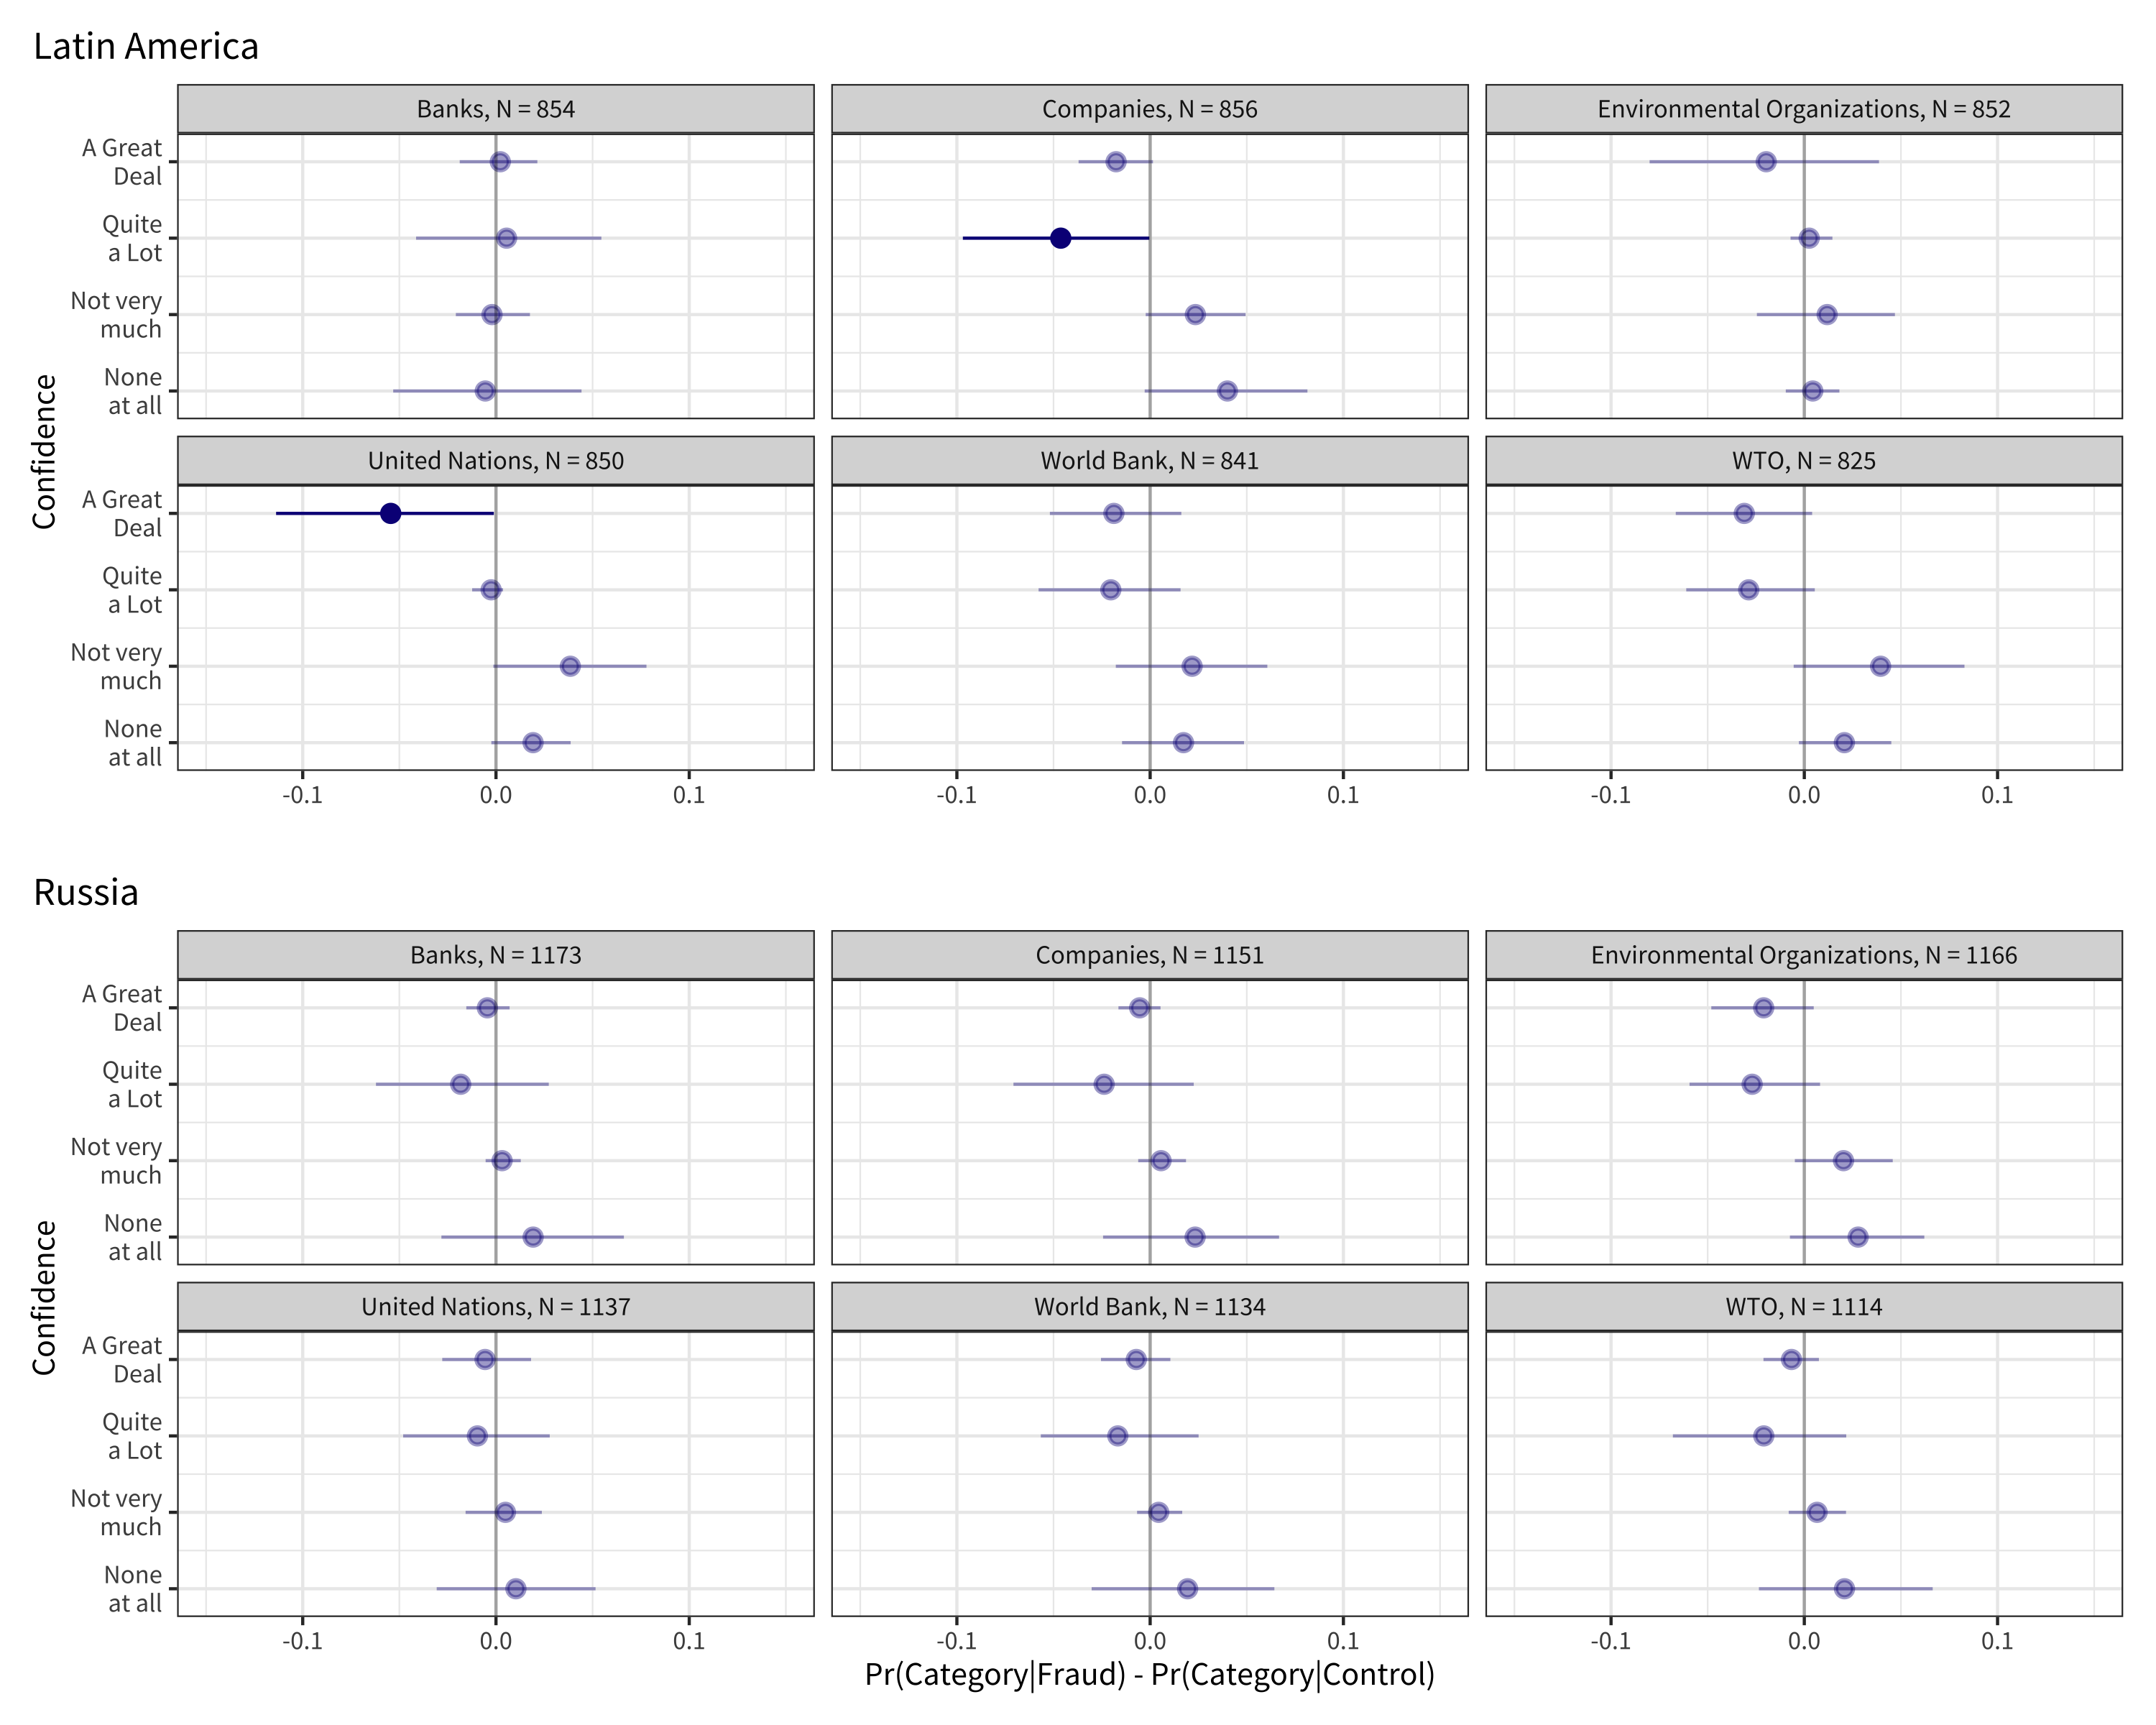 Latin America
Banks, N = 854
Companies, N = 856
Environmental Organizations, N = 852
A Great
Deal
Quite
a Lot
Not very
much
None
at all
Confidence
United Nations, N = 850
World Bank, N = 841
WTO, N = 825
A Great
Deal
Quite
a Lot
Not very
much
None
at all
-0.1 0.0 0.1
-0.1 0.0 0.1
-0.1 0.0 0.1
Russia
Banks, N = 1173
Companies, N = 1151
Environmental Organizations, N = 1166
A Great
Deal
Quite
a Lot
Not very
much
None
at all
Confidence
United Nations, N = 1137
World Bank, N = 1134
WTO, N = 1114
A Great
Deal
Quite
a Lot
Not very
much
None
at all
-0.1 0.0 0.1
-0.1 0.0 0.1
-0.1 0.0 0.1
Pr(Category|Fraud) - Pr(Category|Control)